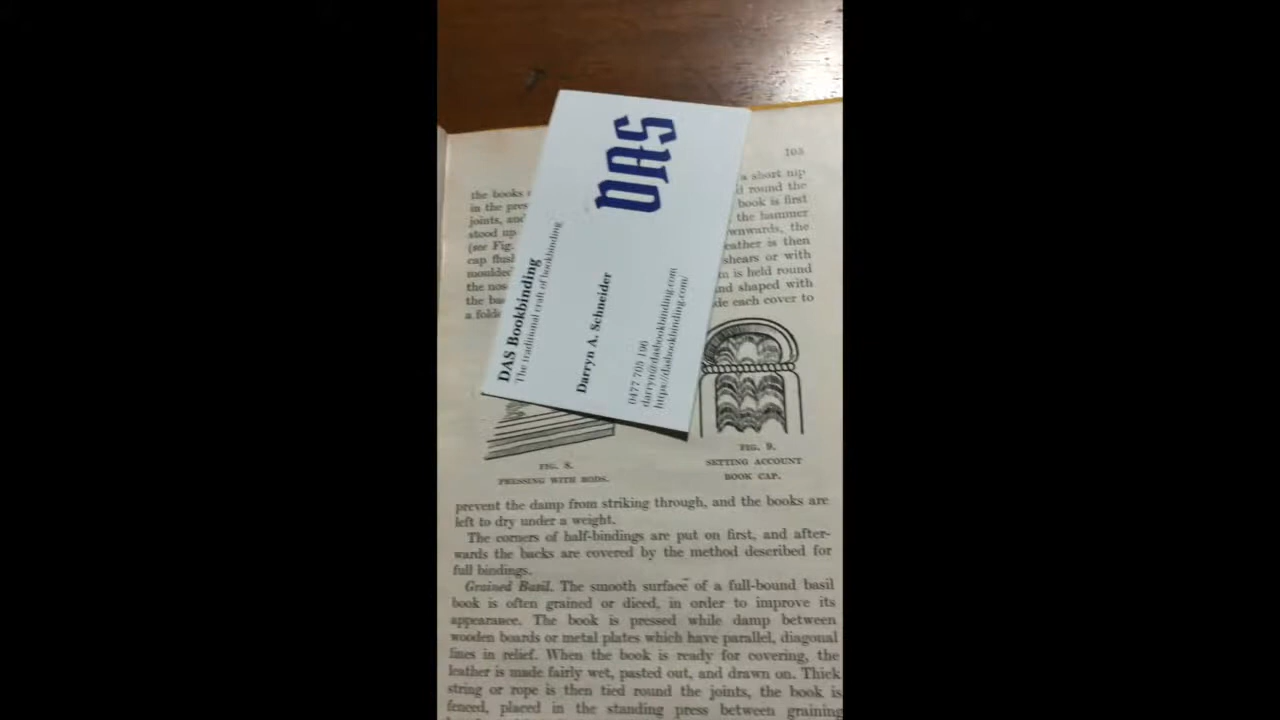 103
the books
in the pres
joints, and
stood up
(see Fig.
cap flush
moulded
the nos
the ba
a folde
a short nip
d round the
book is first
the hammer
wnwards, the
eather is then
shears or with
m is held round
nd shaped with
de each cover to
DAS
DAS Bookbinding
The traditional craft of bookbinding
Darryn A. Schneider
0477 705 196
darryn@dasbookbinding.com
https://dasbookbinding.com/
FIG. 8.
PRESSING WITH RODS.
FIG. 9.
SETTING ACCOUNT
BOOK CAP.
prevent the damp from striking through, and the books are
left to dry under a weight.
The corners of half-bindings are put on first, and after-
wards the backs are covered by the method described for
full bindings.
Grained Basil. The smooth surface of a full-bound basil
book is often grained or diced, in order to improve its
appearance. The book is pressed while damp between
wooden boards or metal plates which have parallel, diagonal
lines in relief. When the book is ready for covering, the
leather is made fairly wet, pasted out, and drawn on. Thick
string or rope is then tied round the joints, the book is
fenced, placed in the standing press between graining